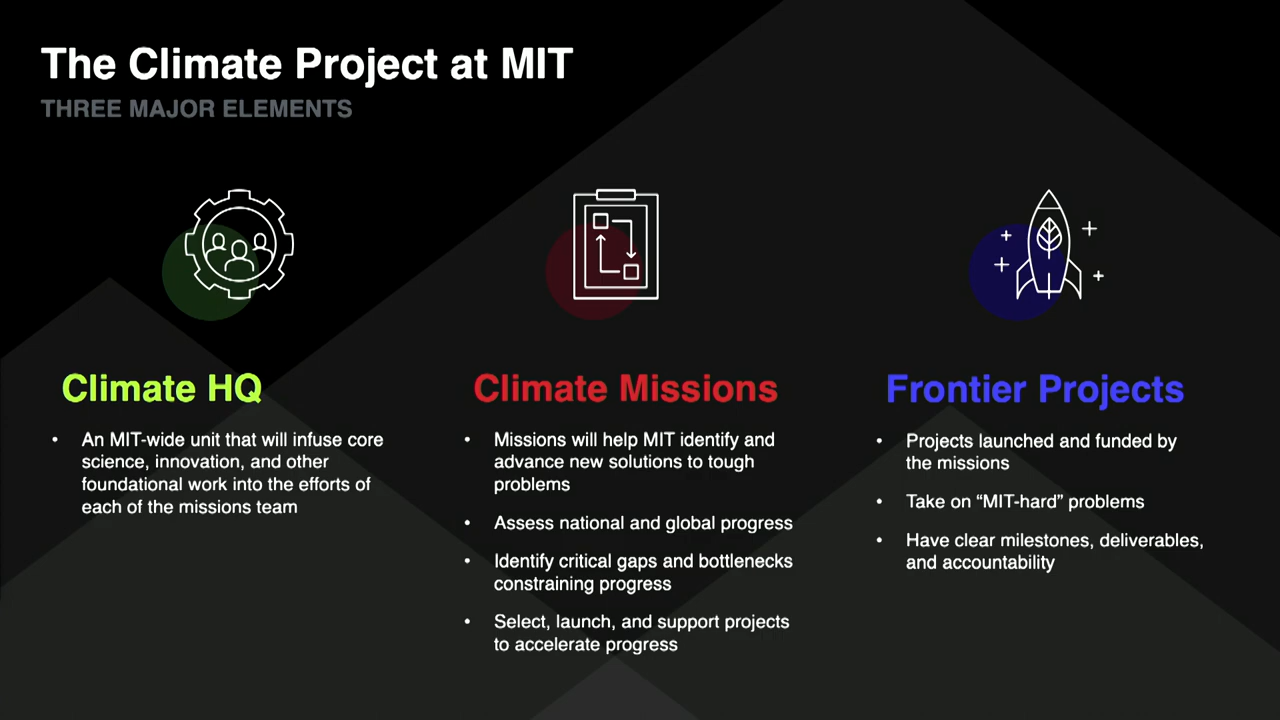 The Climate Project at MIT
THREE MAJOR ELEMENTS
Climate HQ
• An MIT-wide unit that will infuse core
science, innovation, and other
foundational work into the efforts of
each of the missions team
Climate Missions
• Missions will help MIT identify and
advance new solutions to tough
problems
• Assess national and global progress
• Identify critical gaps and bottlenecks
constraining progress
• Select, launch, and support projects
to accelerate progress
Frontier Projects
• Projects launched and funded by
the missions
• Take on “MIT-hard” problems
• Have clear milestones, deliverables,
and accountability